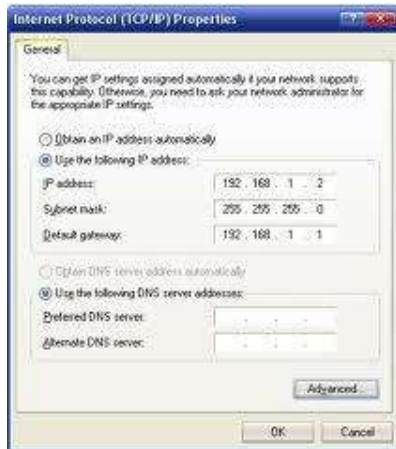 Internet Protocol (TCP/IP) Properties
General
You can get IP settings assigned automatically if your network supports
this capability. Otherwise, you need to ask your network administrator for
the appropriate IP settings.
Obtain an IP address automatically
Use the following IP address:
IP address: 192 . 168 . 1 . 2
Subnet mask: 255 . 255 . 255 . 0
Default gateway: 192 . 168 . 1 . 1
Obtain DNS server address automatically
Use the following DNS server addresses:
Preferred DNS server: . . .
Alternate DNS server: . . .
Advanced...
OK Cancel